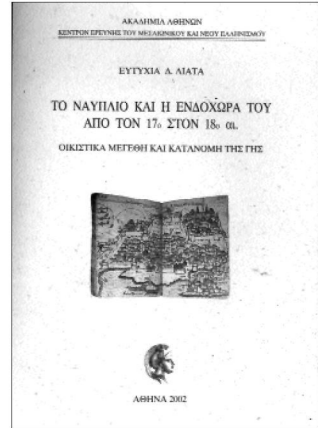 ΑΚΑΔΗΜΙΑ ΑΘΗΝΩΝ
ΚΕΝΤΡΟΝ ΕΡΕΥΝΗΣ ΤΟΥ ΜΕΣΑΙΩΝΙΚΟΥ ΚΑΙ ΝΕΟΥ ΕΛΛΗΝΙΣΜΟΥ
ΕΥΤΥΧΙΑ Δ. ΛΙΑΤΑ
ΤΟ ΝΑΥΠΛΙΟ ΚΑΙ Η ΕΝΔΟΧΩΡΑ ΤΟΥ
ΑΠΟ ΤΟΝ 17ο ΣΤΟΝ 18ο αι.
ΟΙΚΙΣΤΙΚΑ ΜΕΓΕΘΗ ΚΑΙ ΚΑΤΑΝΟΜΗ ΤΗΣ ΓΗΣ
ΑΘΗΝΑ 2002